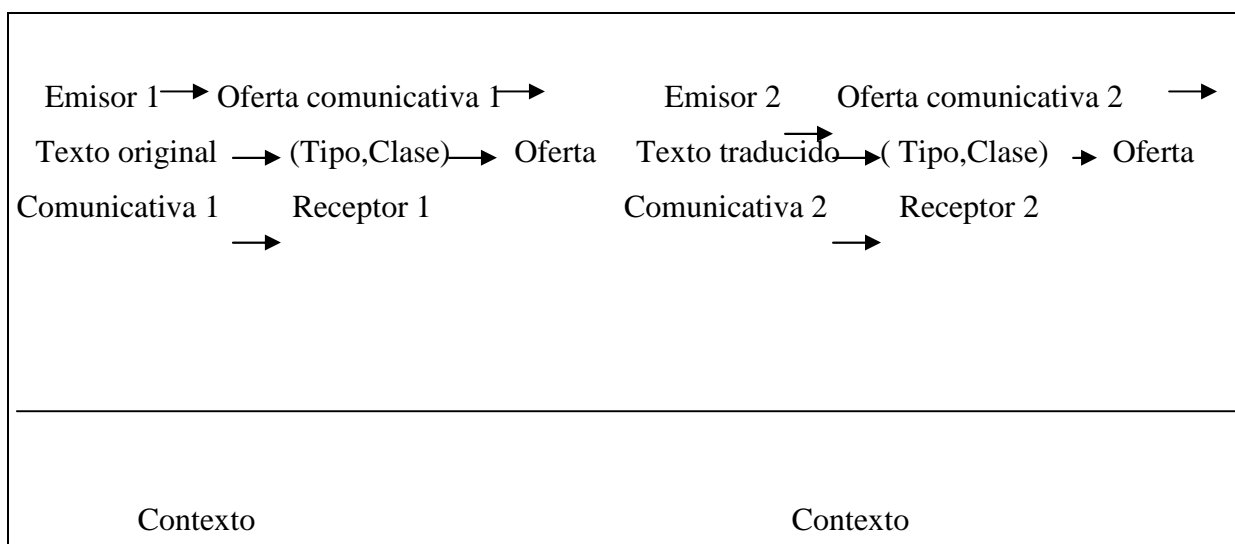 Emisor 1 → Oferta comunicativa 1 → Emisor 2 Oferta comunicativa 2 →
Texto original → (Tipo,Clase) → Oferta Texto traducido → ( Tipo,Clase) → Oferta
Comunicativa 1 Receptor 1 Comunicativa 2 Receptor 2
Contexto Contexto